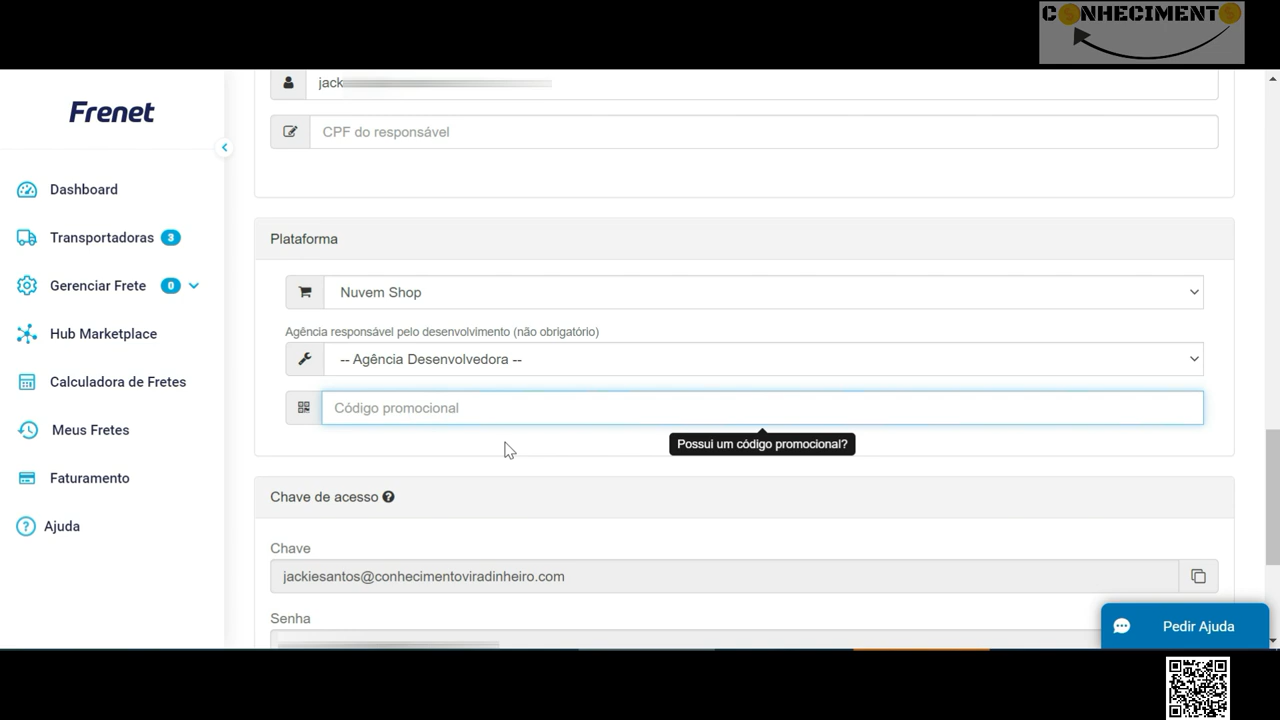 CONHECIMENTO
Frenet
jack
CPF do responsável
Dashboard
Transportadoras 3
Gerenciar Frete 0
Hub Marketplace
Calculadora de Fretes
Meus Fretes
Faturamento
Ajuda
Plataforma
Nuvem Shop
Agência responsável pelo desenvolvimento (não obrigatório)
-- Agência Desenvolvedora --
Código promocional
Possui um código promocional?
Chave de acesso
Chave
jackiesantos@conhecimentoviradinheiro.com
Senha
Pedir Ajuda